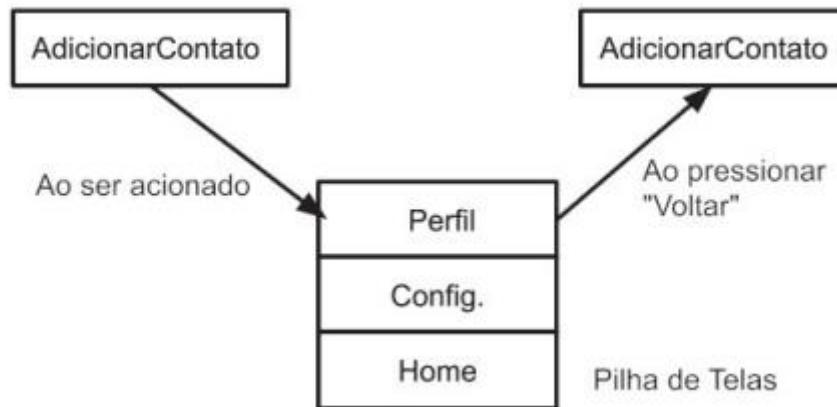 AdicionarContato
AdicionarContato
Ao ser acionado
Ao pressionar
"Voltar"
Perfil
Config.
Home
Pilha de Telas